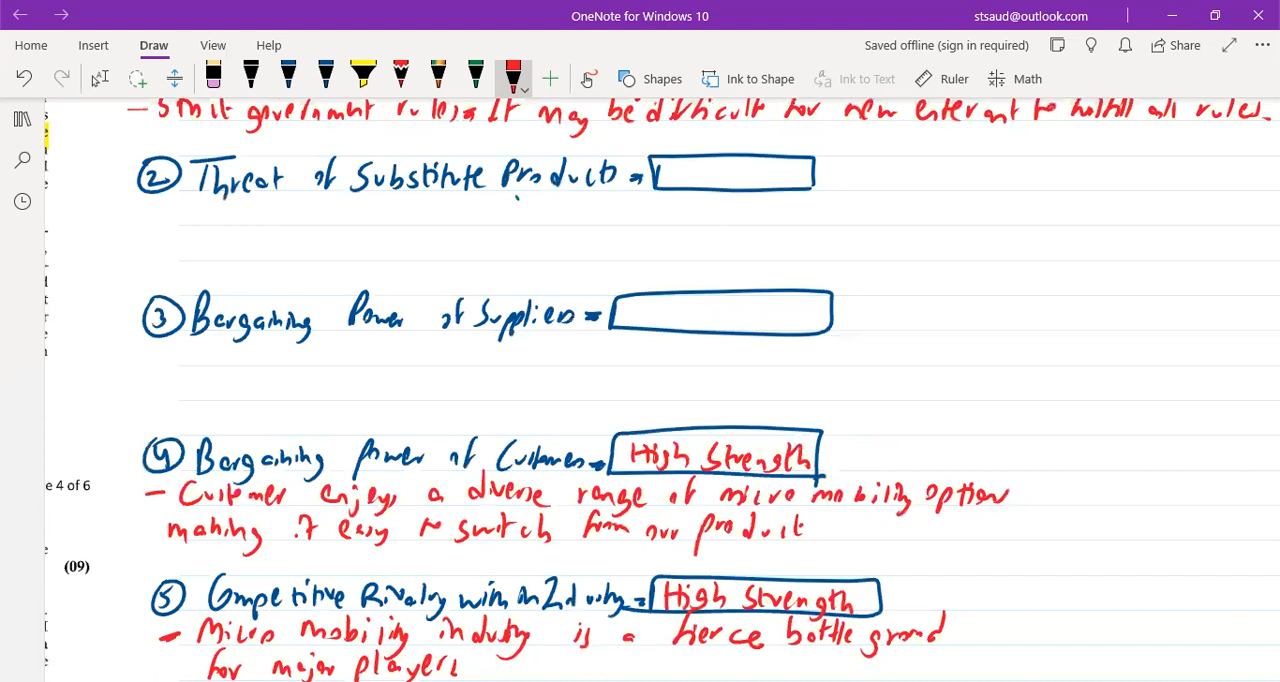 OneNote for Windows 10
stsaud@outlook.com
Home Insert Draw View Help
Saved offline (sign in required)
Share
Shapes Ink to Shape Ink to Text Ruler Math
government rules It may be difficult for new enterant to fulfill all rules.
② Threat of Substitute Products =
③ Bargaining Power of Suppliers =
④ Bargaining Power of Customers = High Strength
e 4 of 6
- Customer enjoys a diverse range of micro mobility option
making it easy to switch from our product
(09)
⑤ Competitive Rivalry within Industry = High Strength
- Micro mobility industry is a fierce battle ground
for major players